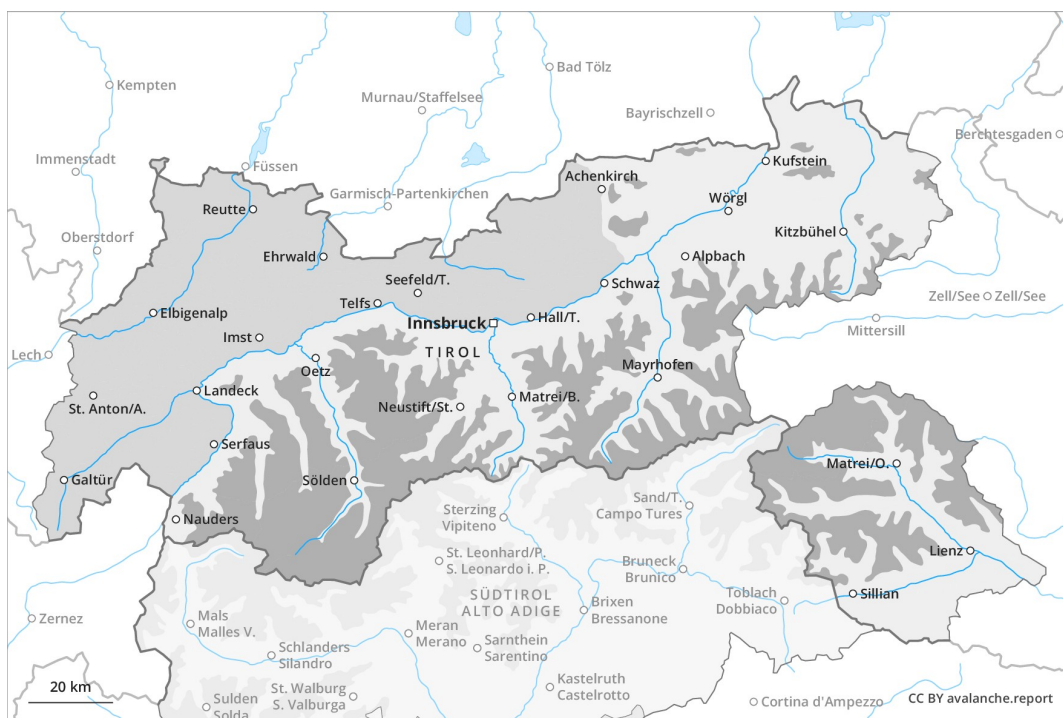 Kempten
Bad Tölz
Murnau/Staffelsee
Bayrischzell
Berchtesgaden
Immenstadt
Füssen
Kufstein
Garmisch-Partenkirchen
Achenkirch
Reutte
Wörgl
Oberstdorf
Kitzbühel
Ehrwald
Alpbach
Seefeld/T.
Schwaz
Telfs
Zell/See
Zell/See
Elbigenalp
Innsbruck
Hall/T.
Mittersill
Imst
Lech
TIROL
Oetz
Mayrhofen
Landeck
St. Anton/A.
Neustift/St.
Matrei/B.
Serfaus
Matrei/O.
Galtür
Sölden
Sand/T.
Campo Tures
Nauders
Sterzing
Vipiteno
St. Leonhard/P.
S. Leonardo i. P.
Bruneck
Brunico
Lienz
SÜDTIROL
ALTO ADIGE
Sillian
Toblach
Dobbiaco
Brixen
Bressanone
Zernez
Mals
Malles V.
Meran
Merano
Sarnthein
Sarentino
Schlanders
Silandro
20 km
St. Walburg
S. Valburga
Kastelruth
Castelrotto
Sulden
Solda
Cortina d'Ampezzo
CC BY avalanche.report